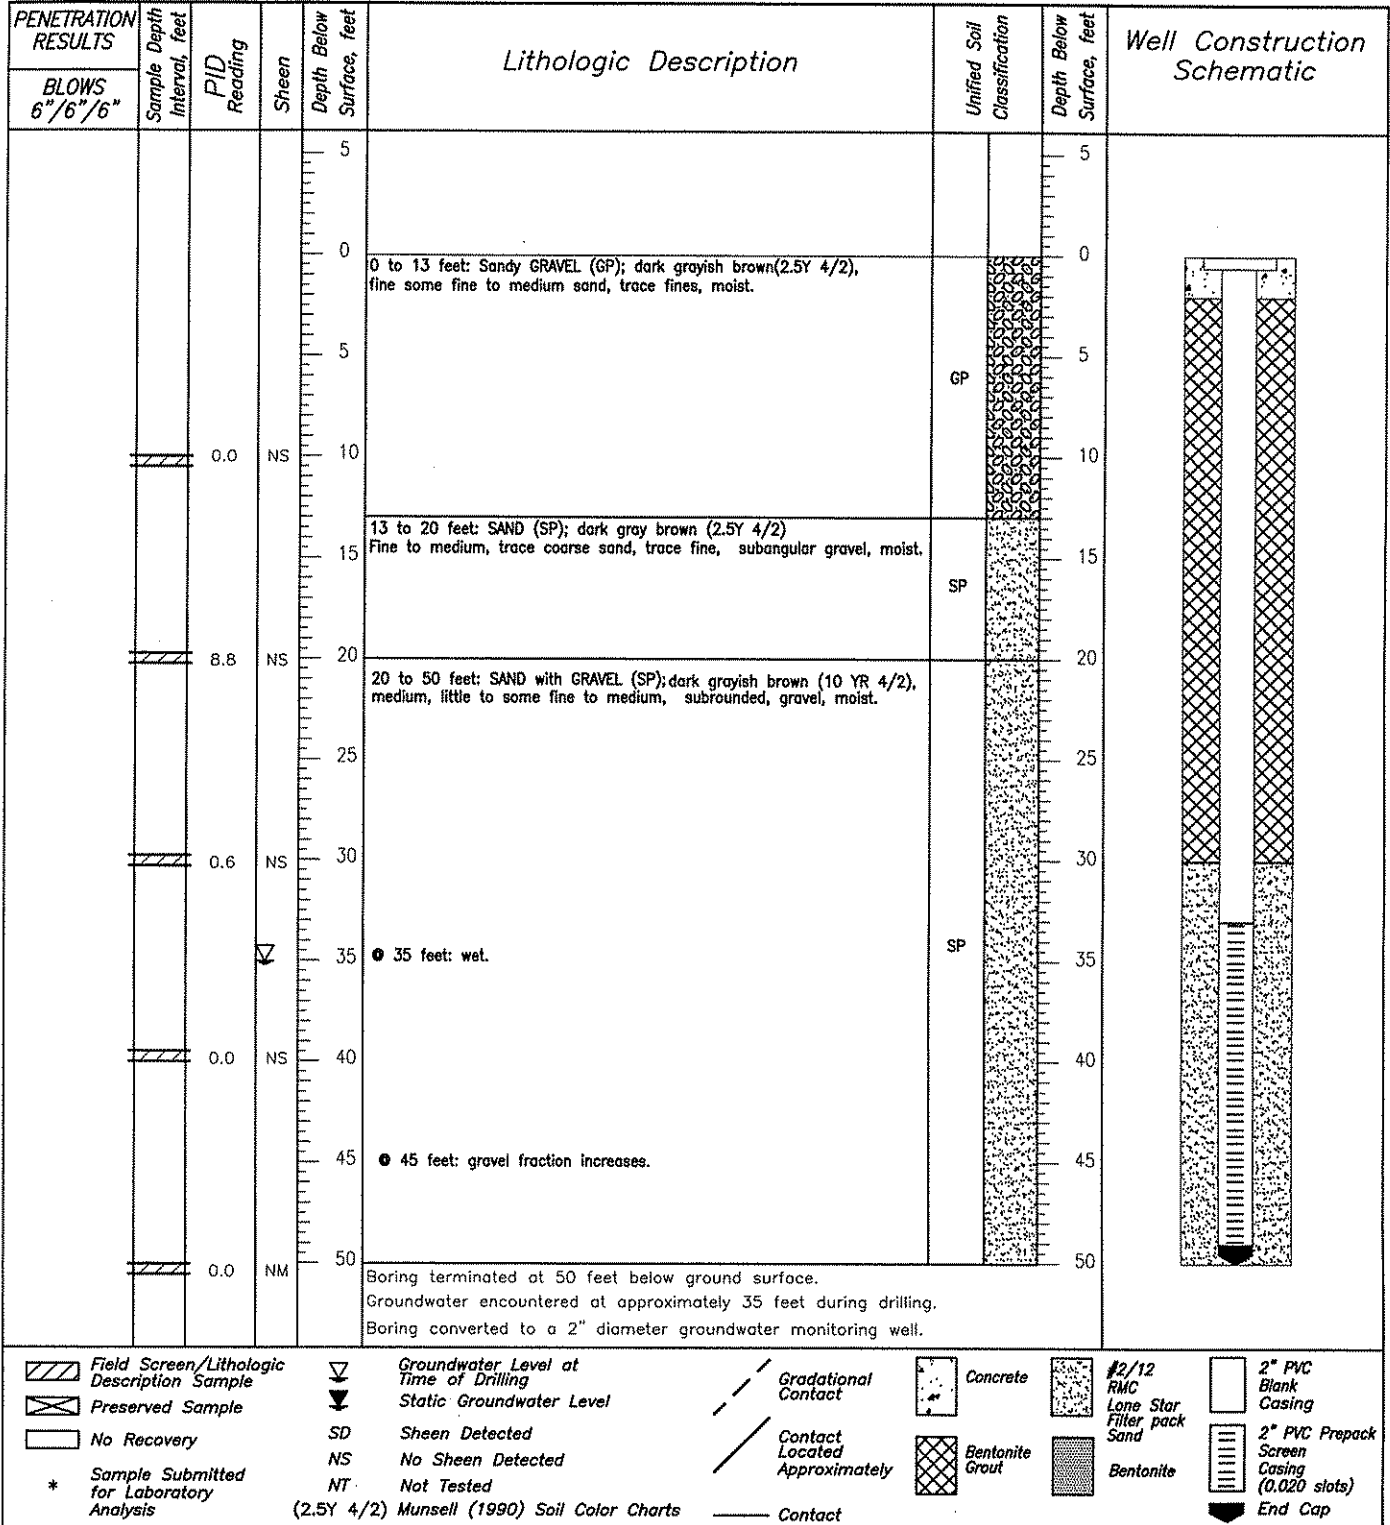 PENETRATION
RESULTS
BLOWS
6"/6"/6"
Sample Depth
Interval, feet
PID
Reading
Sheen
Depth Below
Surface, feet
Lithologic Description
Unified Soil
Classification
Depth Below
Surface, feet
Well Construction
Schematic
5 5
0 0
0 to 13 feet: Sandy GRAVEL (GP); dark grayish brown(2.5Y 4/2),
fine some fine to medium sand, trace fines, moist.
5 5
GP
0.0 NS 10 10
13 to 20 feet: SAND (SP); dark gray brown (2.5Y 4/2)
Fine to medium, trace coarse sand, trace fine, subangular gravel, moist.
15 15
SP
8.8 NS 20 20
20 to 50 feet: SAND with GRAVEL (SP); dark grayish brown (10 YR 4/2),
medium, little to some fine to medium, subrounded, gravel, moist.
25 25
0.6 NS 30 30
35 @ 35 feet: wet. SP 35
0.0 NS 40 40
45 @ 45 feet: gravel fraction increases. 45
0.0 NM 50 50
Boring terminated at 50 feet below ground surface.
Groundwater encountered at approximately 35 feet during drilling.
Boring converted to a 2" diameter groundwater monitoring well.
Field Screen/Lithologic
Description Sample
Preserved Sample
No Recovery
* Sample Submitted
for Laboratory
Analysis
Groundwater Level at
Time of Drilling
Static Groundwater Level
SD Sheen Detected
NS No Sheen Detected
NT Not Tested
(2.5Y 4/2) Munsell (1990) Soil Color Charts
Gradational
Contact
Contact
Located
Approximately
Contact
Concrete
Bentonite
Grout
#2/12
RMC
Lone Star
Filter pack
Sand
Bentonite
2" PVC
Blank
Casing
2" PVC Prepack
Screen
Casing
(0.020 slots)
End Cap